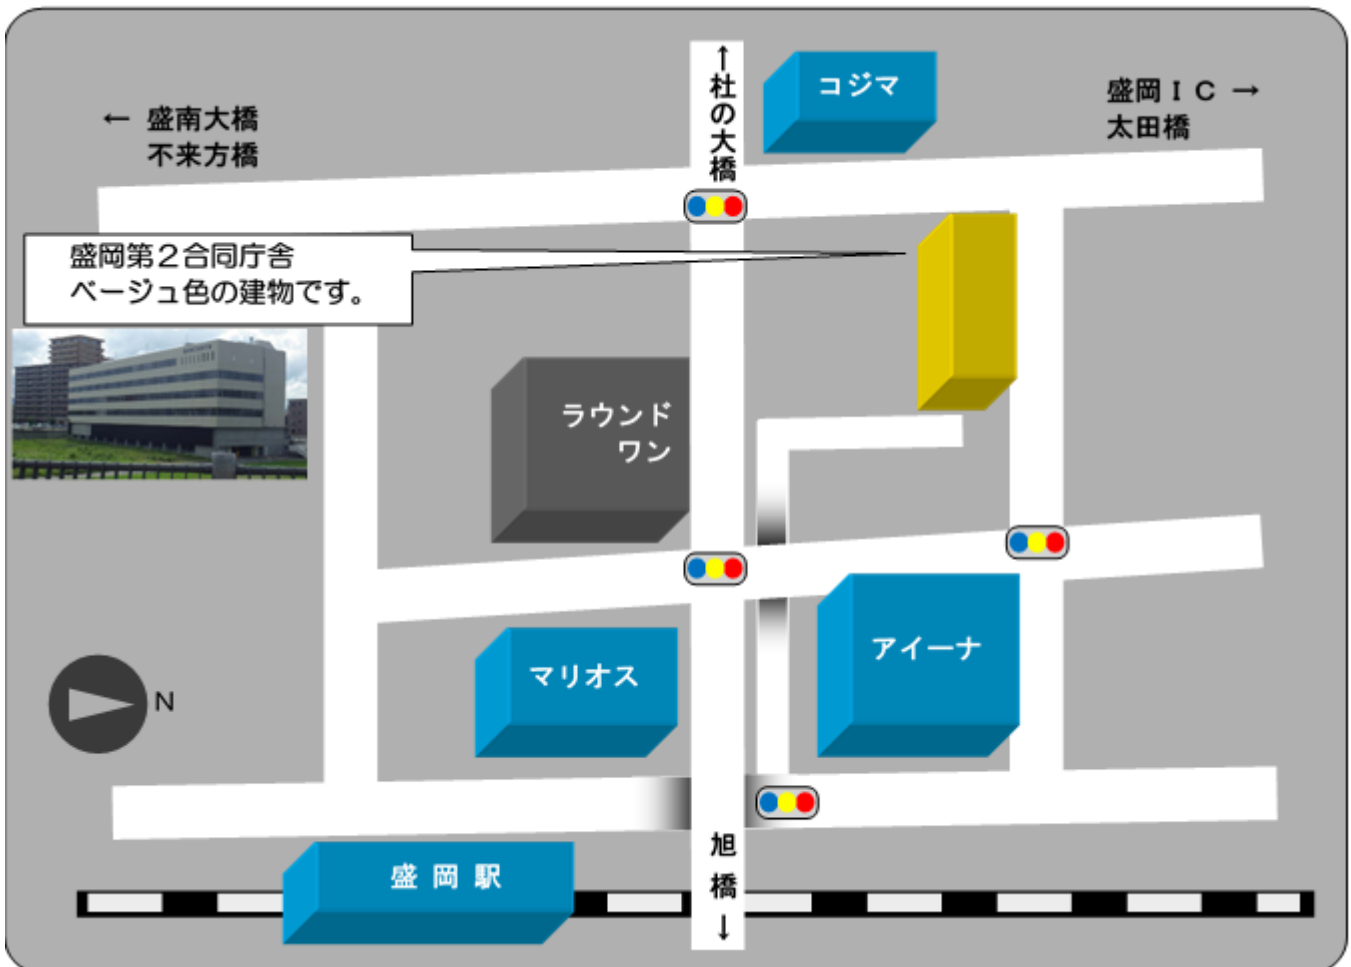 ↑杜の大橋
コジマ
盛岡ＩＣ →
太田橋
← 盛南大橋
不来方橋
盛岡第２合同庁舎
ベージュ色の建物です。
ラウンド
ワン
アイーナ
マリオス
N
旭橋↓
盛岡駅